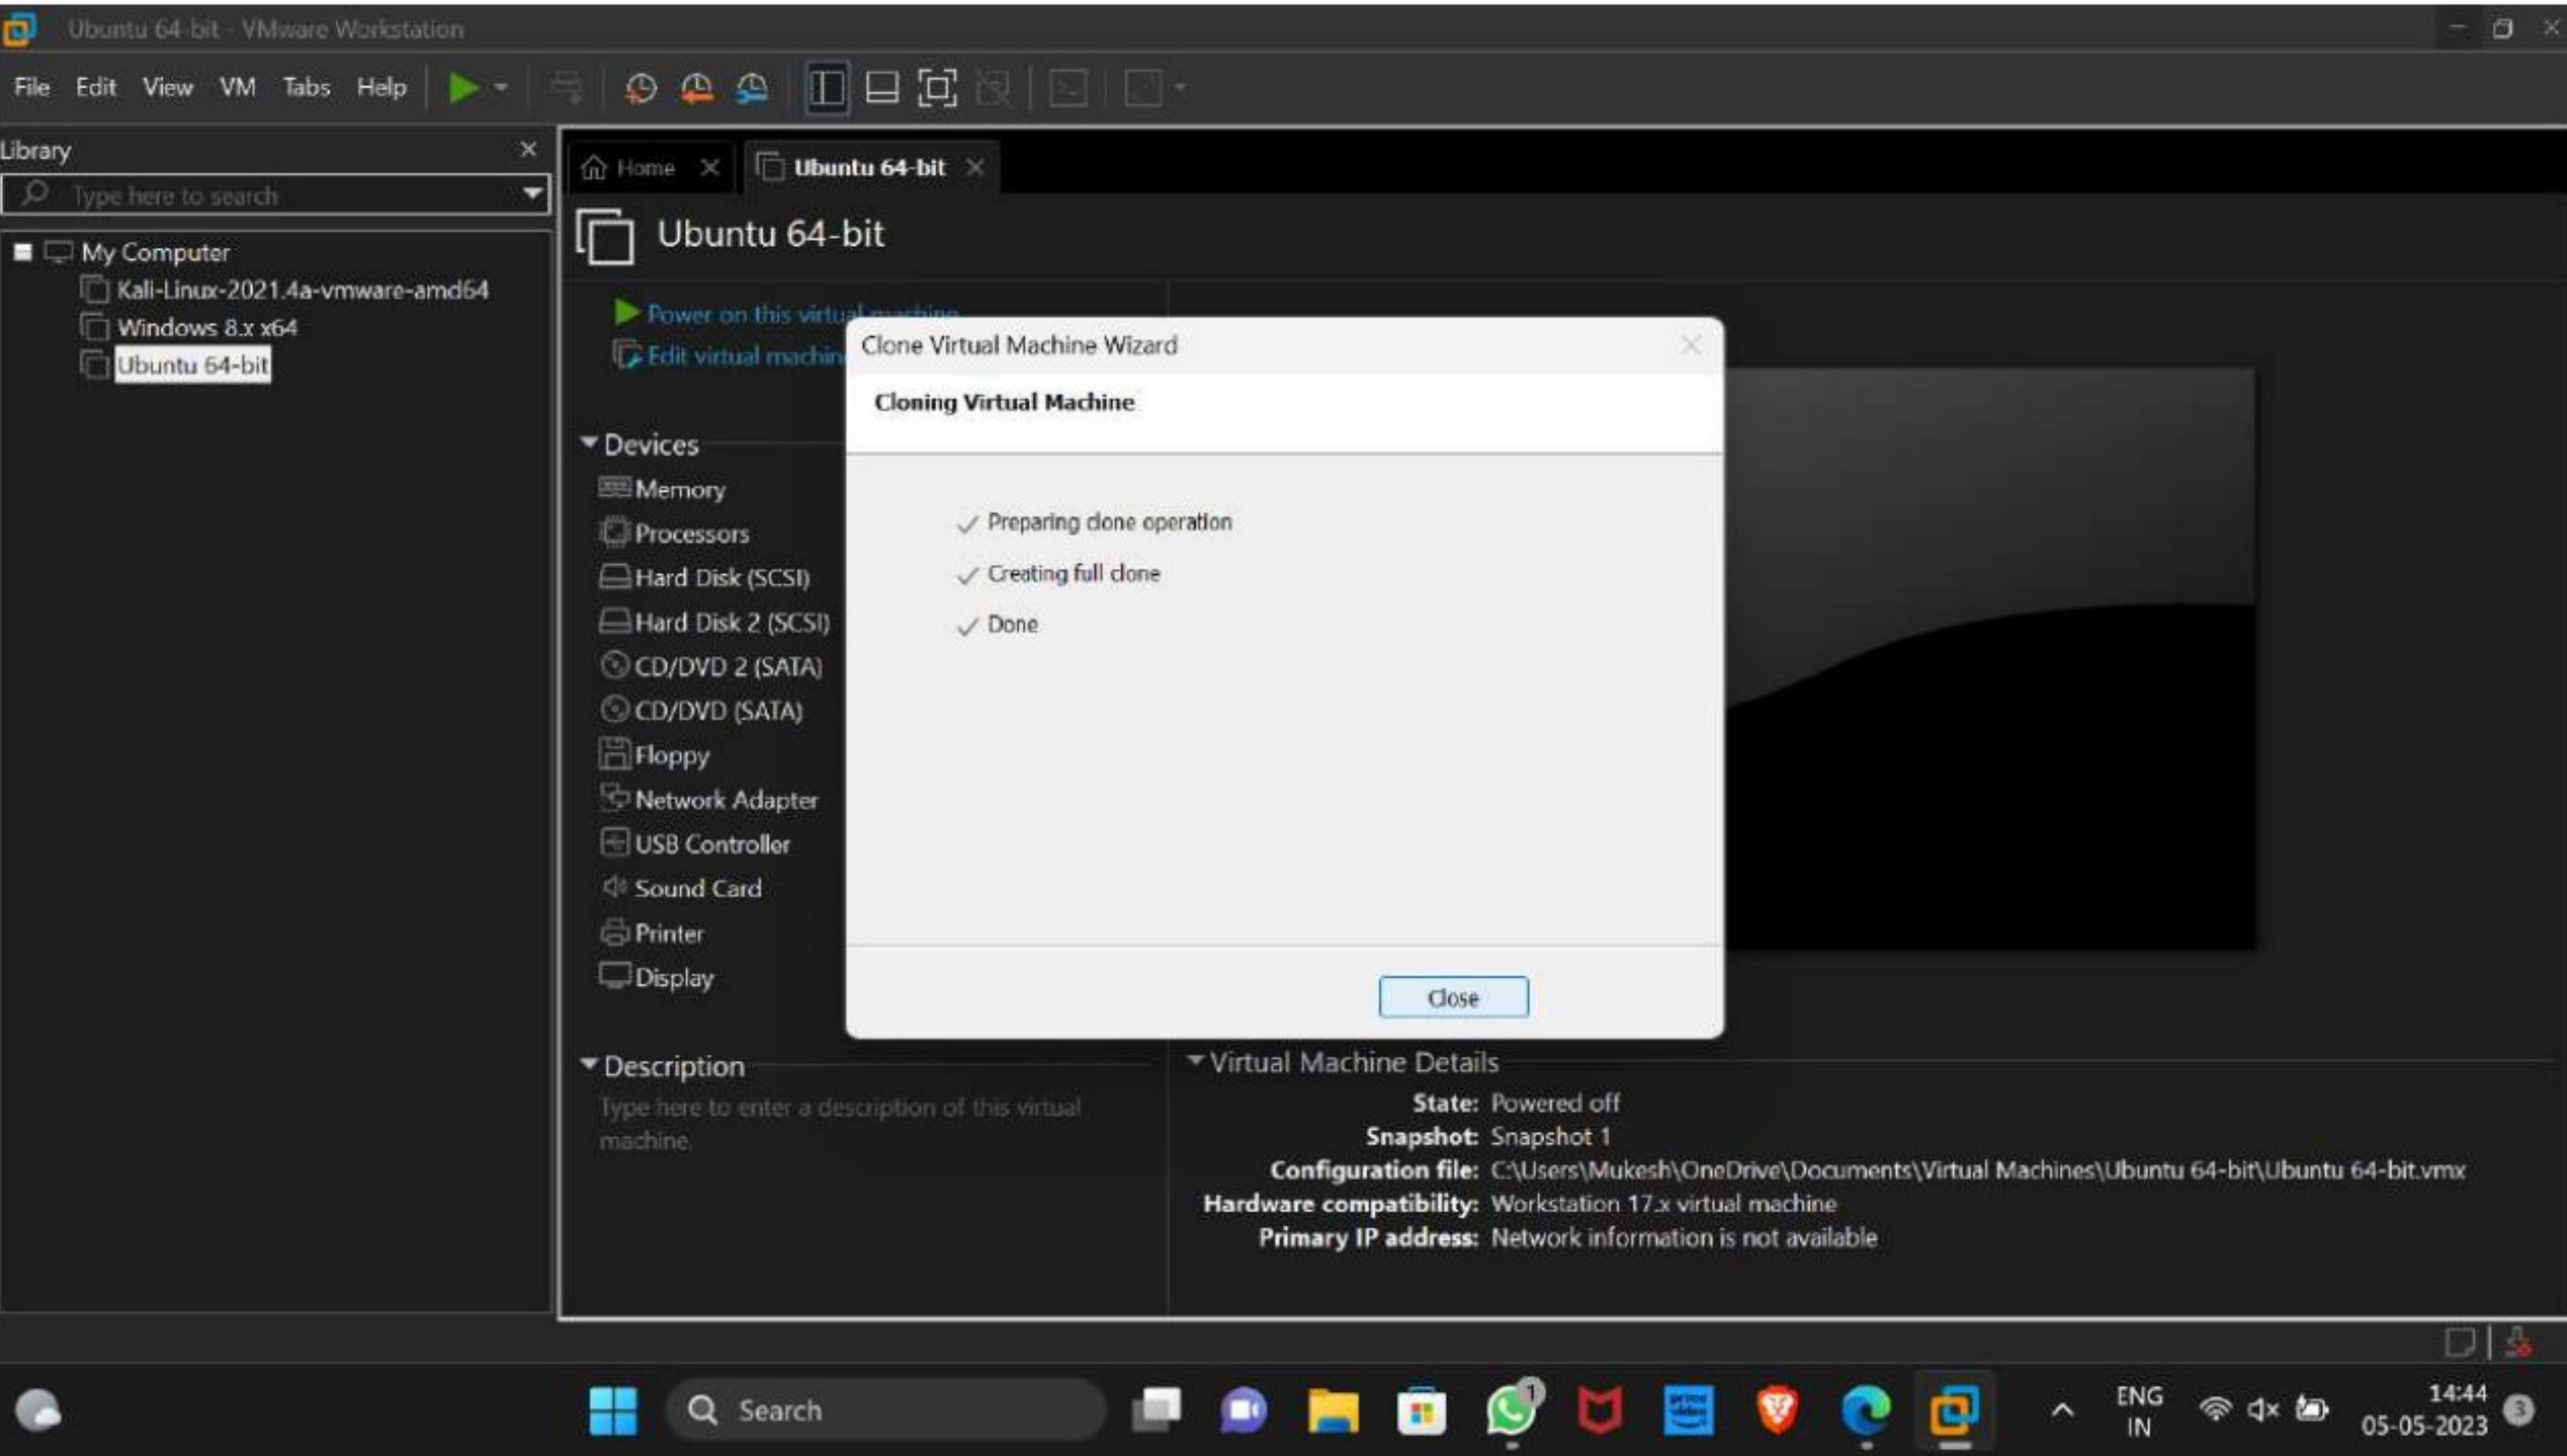 Ubuntu 64-bit - VMware Workstation
File Edit View VM Tabs Help
Library
Type here to search
My Computer
Kali-Linux-2021.4a-vmware-amd64
Windows 8.x x64
Ubuntu 64-bit
Home
Ubuntu 64-bit
Ubuntu 64-bit
Power on this virtual machine
Edit virtual machin
Devices
Memory
Processors
Hard Disk (SCSI)
Hard Disk 2 (SCSI)
CD/DVD 2 (SATA)
CD/DVD (SATA)
Floppy
Network Adapter
USB Controller
Sound Card
Printer
Display
Description
Type here to enter a description of this virtual
machine.
Clone Virtual Machine Wizard
Cloning Virtual Machine
Preparing clone operation
Creating full clone
Done
Close
Virtual Machine Details
State: Powered off
Snapshot: Snapshot 1
Configuration file: C:\Users\Mukesh\OneDrive\Documents\Virtual Machines\Ubuntu 64-bit\Ubuntu 64-bit.vmx
Hardware compatibility: Workstation 17.x virtual machine
Primary IP address: Network information is not available
Search
1
prime video
ENG
IN
14:44
05-05-2023
3